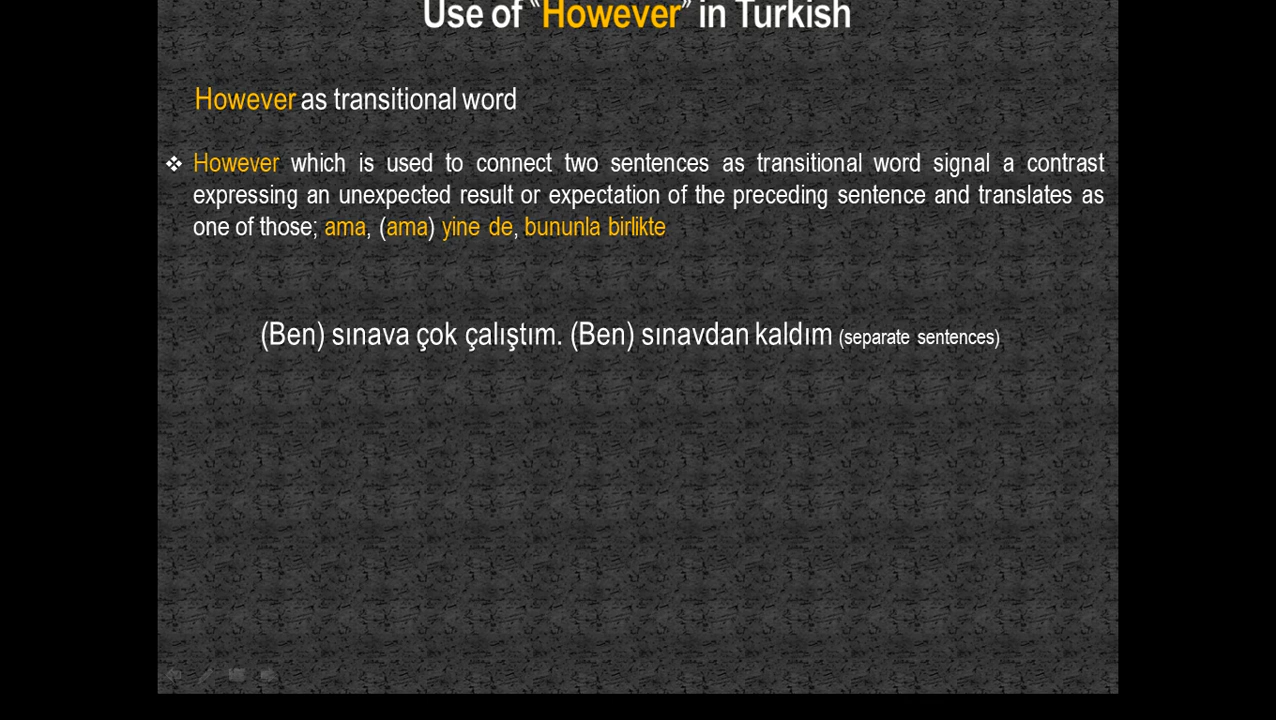 Use of “However” in Turkish
However as transitional word
❖ However which is used to connect two sentences as transitional word signal a contrast
expressing an unexpected result or expectation of the preceding sentence and translates as
one of those; ama, (ama) yine de, bununla birlikte
(Ben) sınava çok çalıştım. (Ben) sınavdan kaldım (separate sentences)